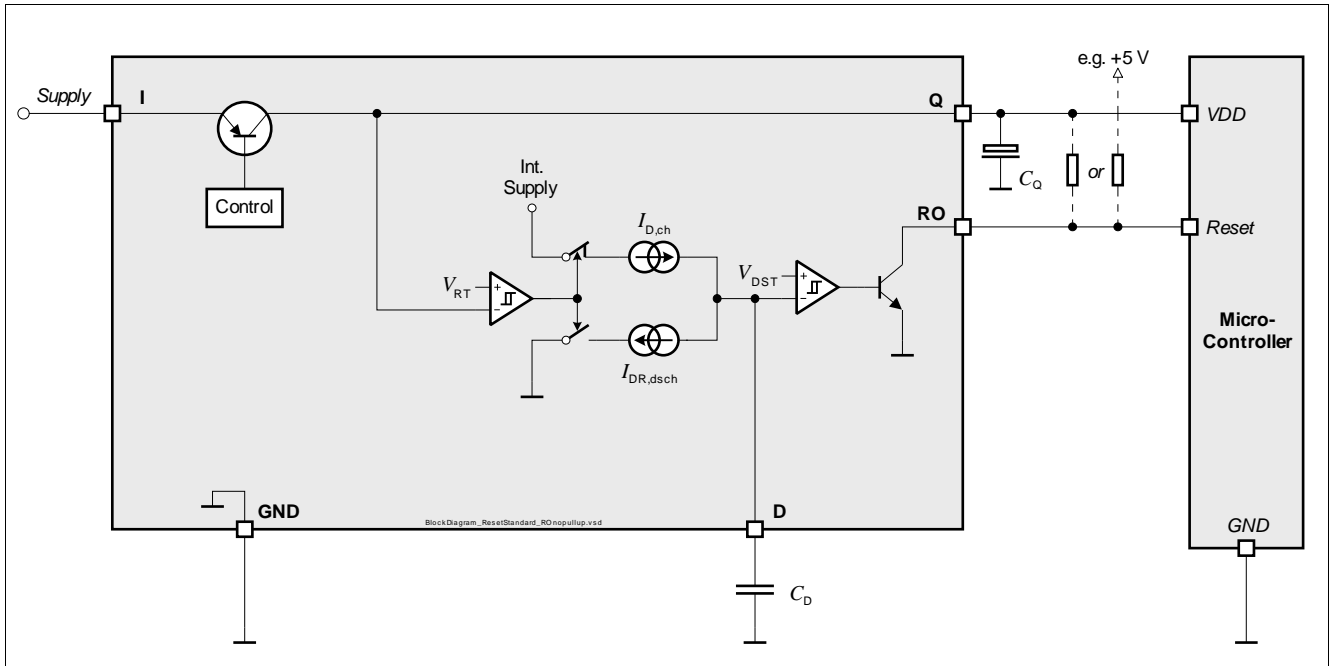 e.g. +5 V
Supply
I
Q
VDD
Int.
Supply
C_Q
or
Control
I_D,ch
RO
Reset
V_RT
+
−
V_DST
+
−
Micro-
Controller
I_DR,dsch
GND
BlockDiagram_ResetStandard_ROnopullup.vsd
D
GND
C_D